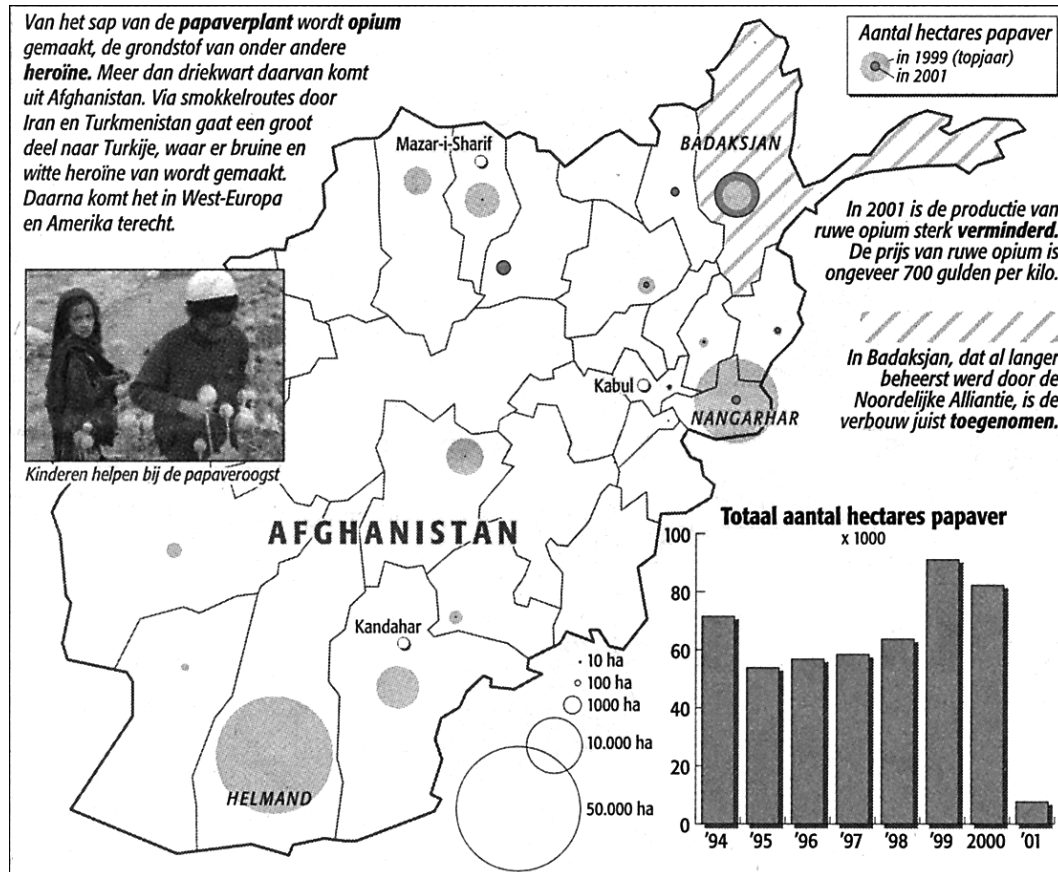 Van het sap van de papaverplant wordt opium
gemaakt, de grondstof van onder andere
heroïne. Meer dan driekwart daarvan komt
uit Afghanistan. Via smokkelroutes door
Iran en Turkmenistan gaat een groot
deel naar Turkije, waar er bruine en
witte heroïne van wordt gemaakt.
Daarna komt het in West-Europa
en Amerika terecht.
Kinderen helpen bij de papaveroogst
Aantal hectares papaver
in 1999 (topjaar)
in 2001
Mazar-i-Sharif
BADAKSJAN
In 2001 is de productie van
ruwe opium sterk verminderd.
De prijs van ruwe opium is
ongeveer 700 gulden per kilo.
In Badaksjan, dat al langer
beheerst werd door de
Noordelijke Alliantie, is de
verbouw juist toegenomen.
Kabul
NANGARHAR
AFGHANISTAN
Kandahar
HELMAND
10 ha
100 ha
1000 ha
10.000 ha
50.000 ha
Totaal aantal hectares papaver
x 1000
100
80
60
40
20
0
'94 '95 '96 '97 '98 '99 2000 '01